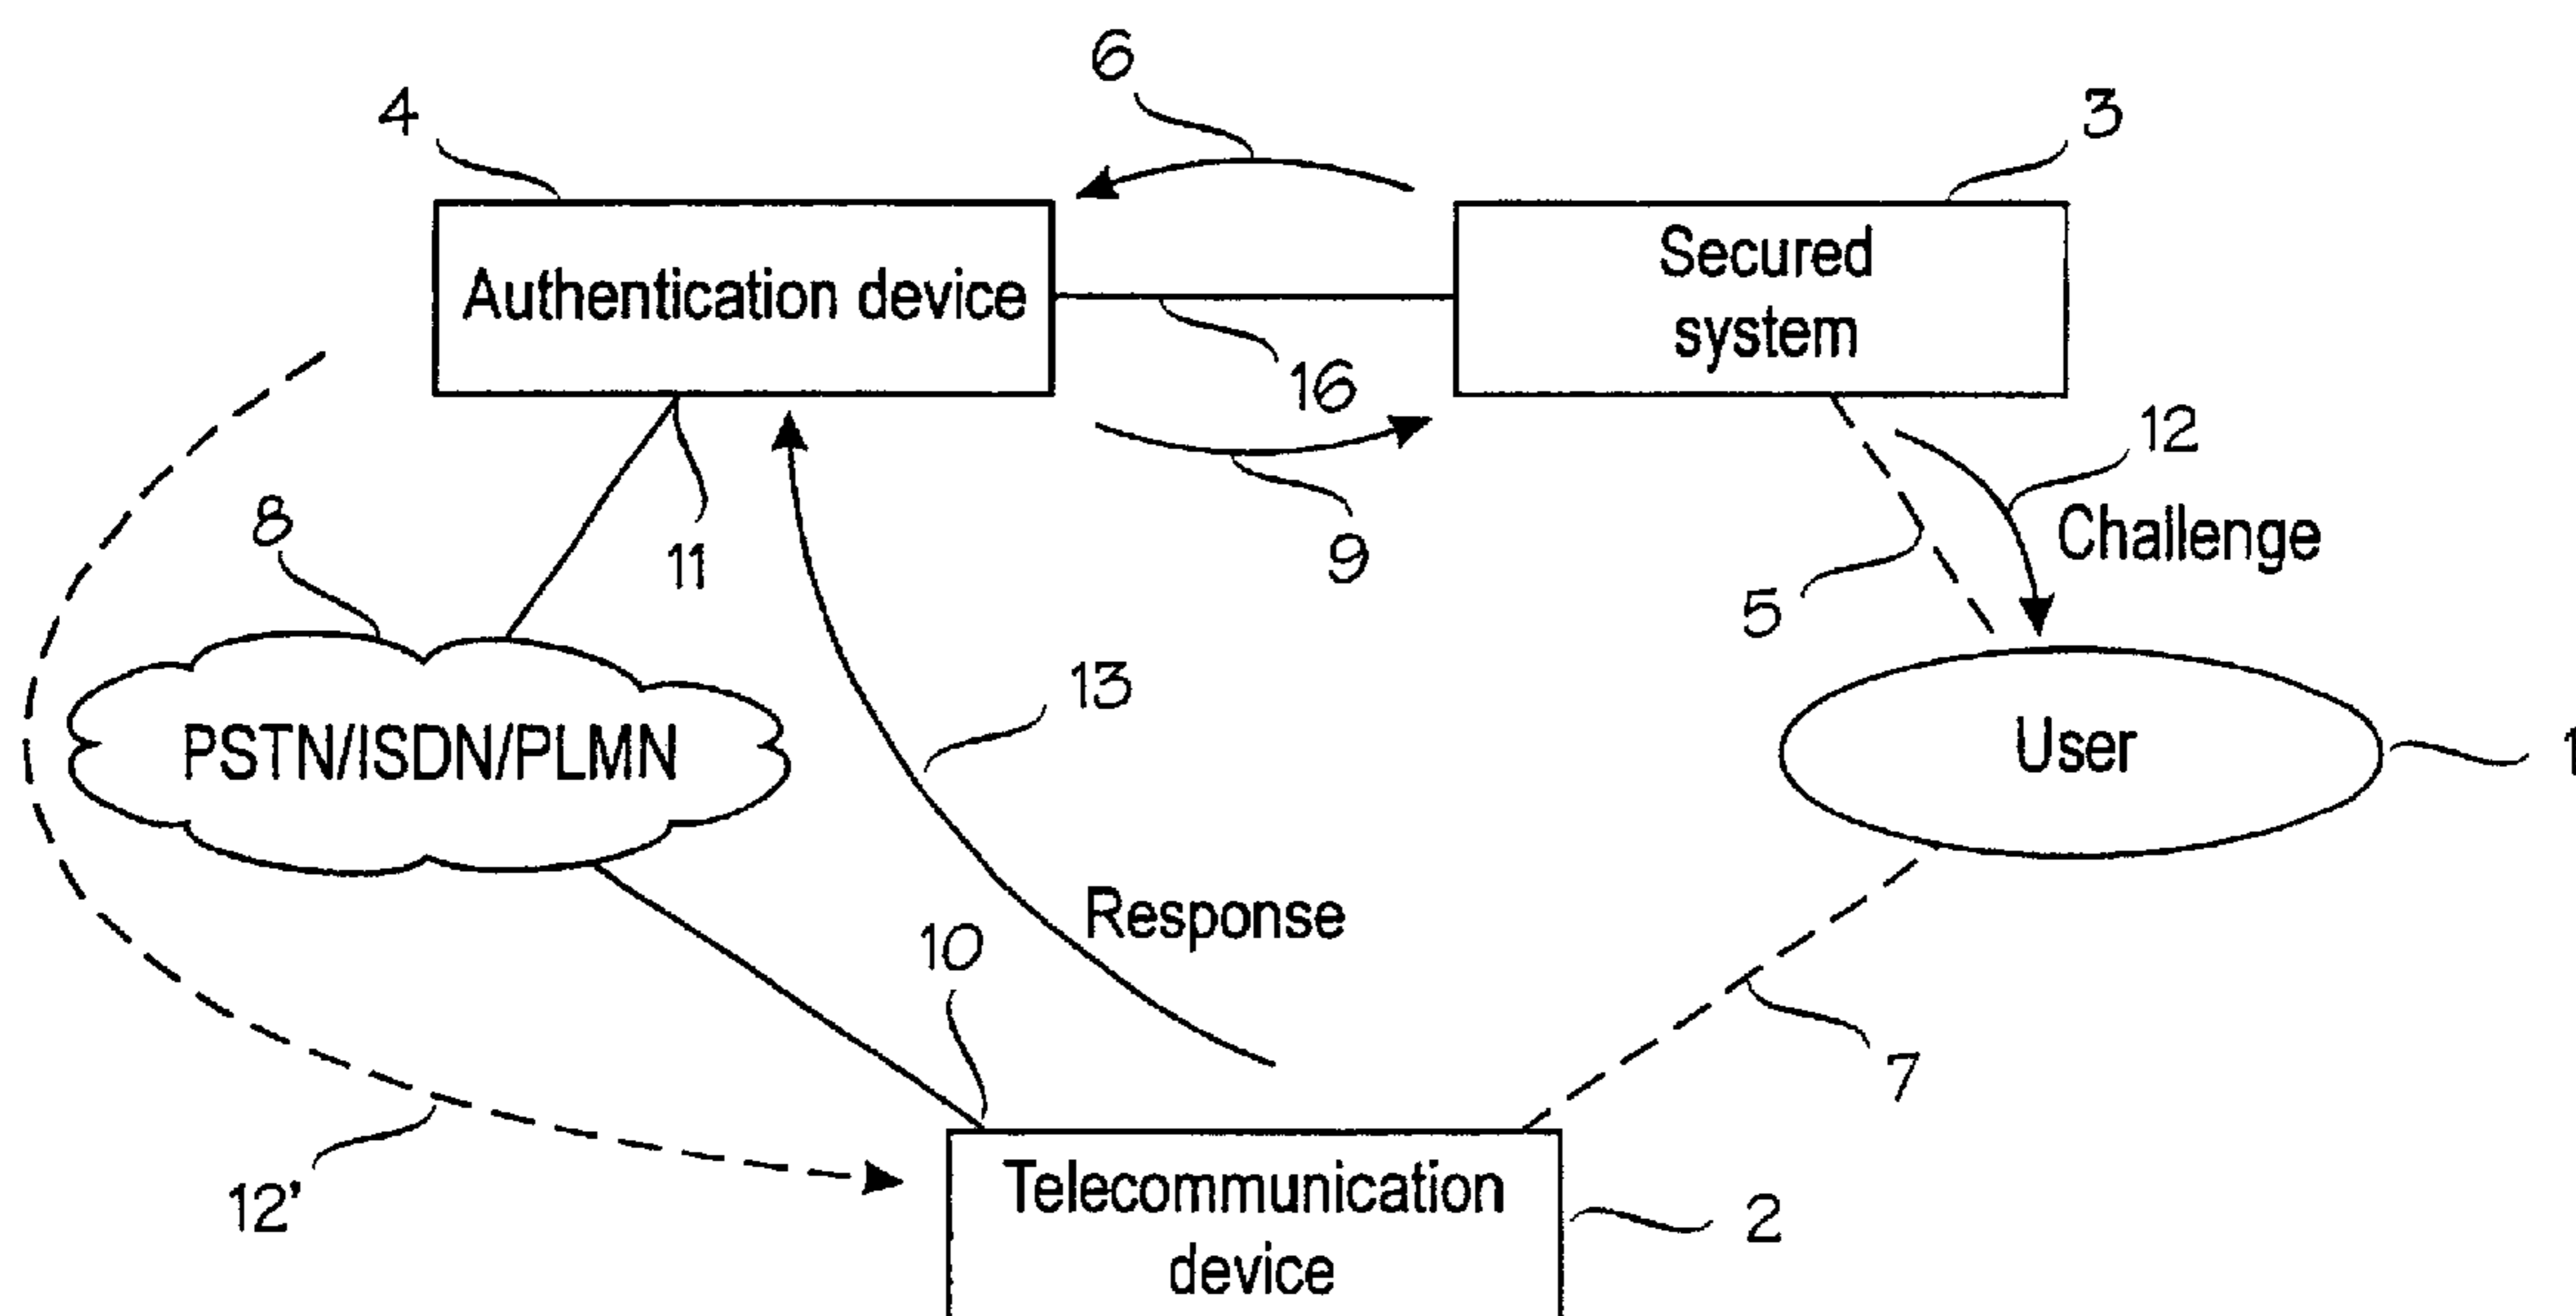 6
4
3
Authentication device
Secured
system
16
12
8
11
9
Challenge
5
13
PSTN/ISDN/PLMN
User
1
Response
10
7
12'
Telecommunication
device
2